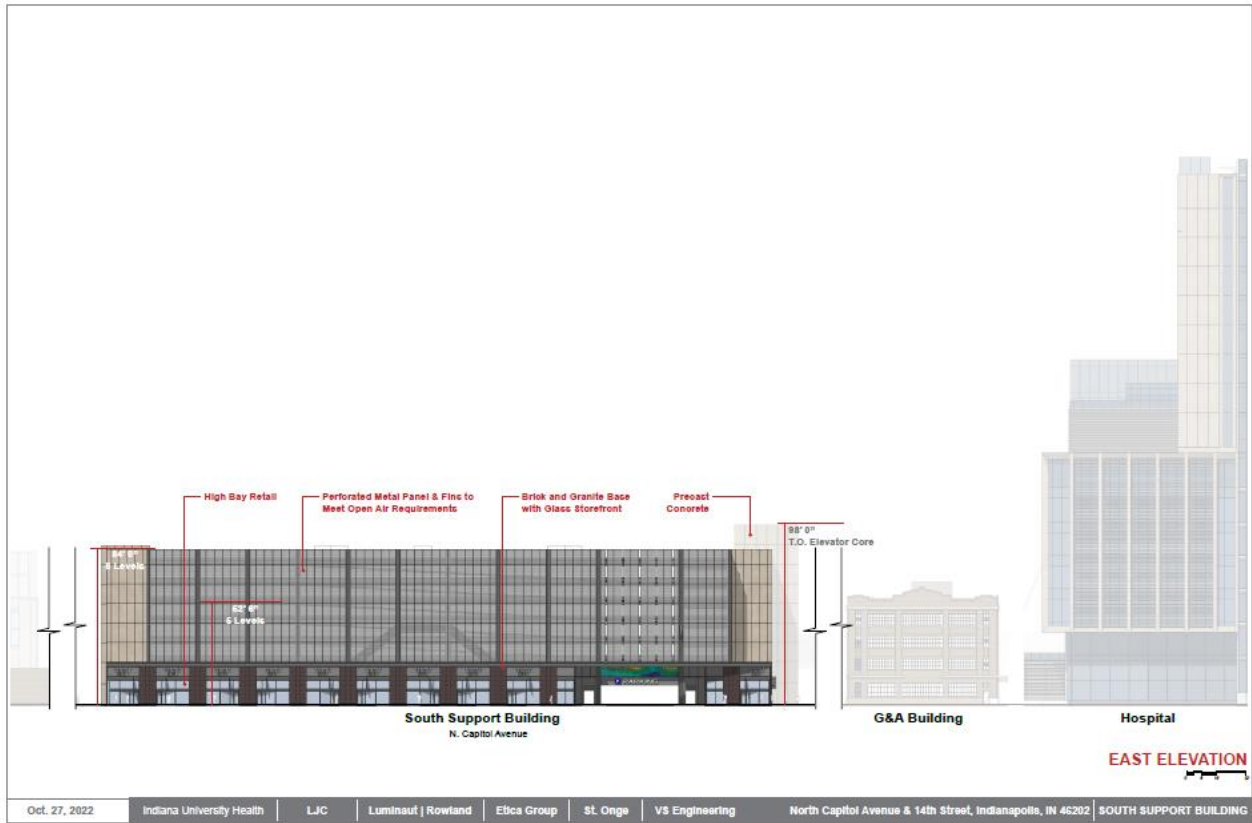 High Bay Retail
Perforated Metal Panel & Fins to
Meet Open Air Requirements
Brick and Granite Base
with Glass Storefront
Precast
Concrete
98' 0"
T.O. Elevator Core
Levels
Levels
PARKING
South Support Building
N. Capitol Avenue
G&A Building
Hospital
EAST ELEVATION
Oct. 27, 2022
Indiana University Health
LJC
Luminaut | Rowland
Etica Group
St. Onge
VS Engineering
North Capitol Avenue & 14th Street, Indianapolis, IN 46202
SOUTH SUPPORT BUILDING